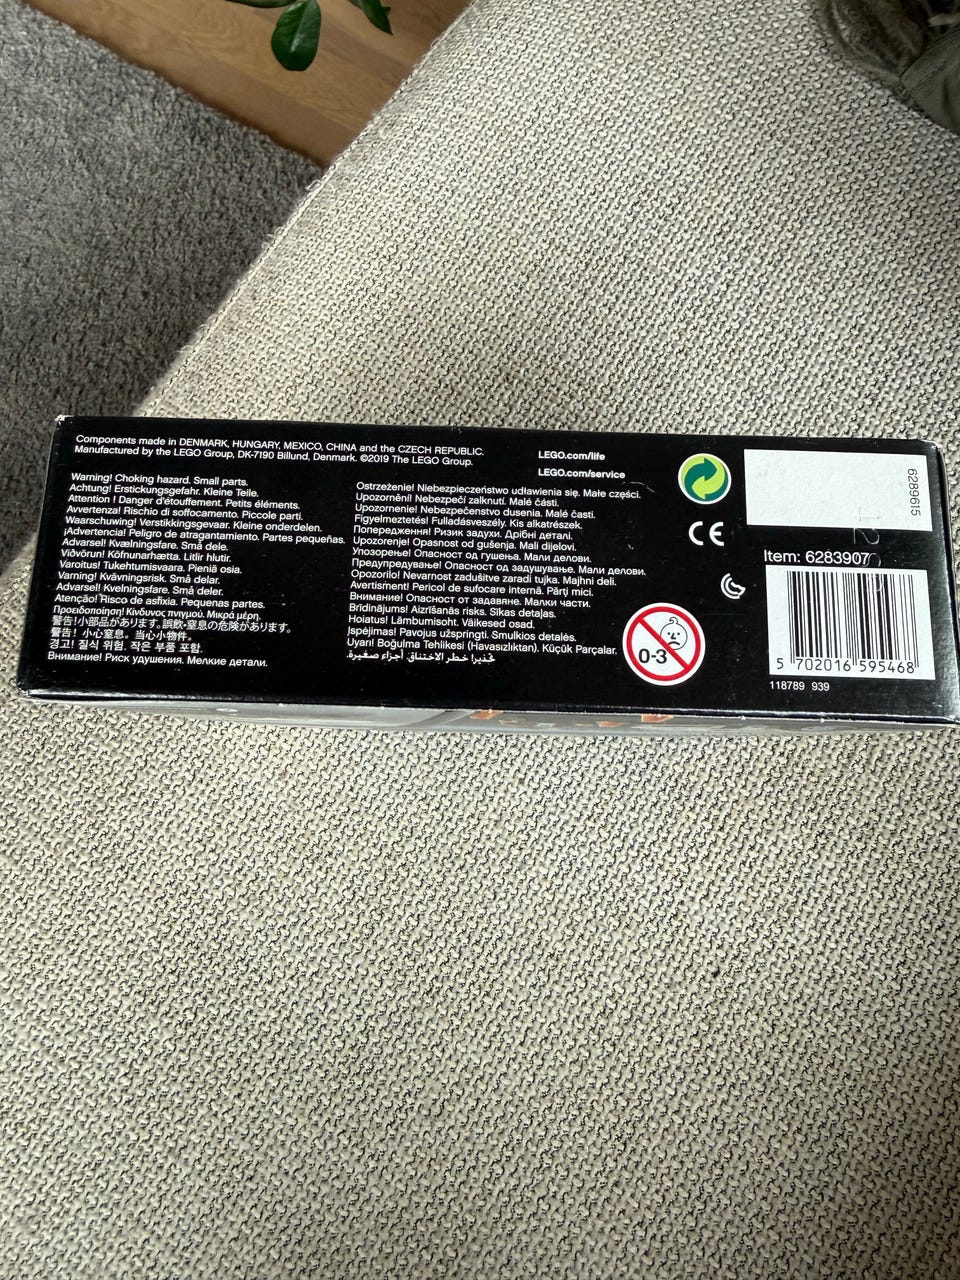 Components made in DENMARK, HUNGARY, MEXICO, CHINA and the CZECH REPUBLIC.
Manufactured by the LEGO Group, DK-7190 Billund, Denmark. ©2019 The LEGO Group.
Warning! Choking hazard. Small parts.
Achtung! Erstickungsgefahr. Kleine Teile.
Attention ! Danger d'étouffement. Petits éléments.
Avvertenza! Rischio di soffocamento. Piccole parti.
Waarschuwing! Verstikkingsgevaar. Kleine onderdelen.
¡Advertencia! Peligro de atragantamiento. Partes pequeñas.
Advarsel! Kvælningsfare. Små dele.
Viðvörun! Köfnunarhætta. Litlir hlutir.
Varoitus! Tukehtumisvaara. Pieniä osia.
Varning! Kvävningsrisk. Små delar.
Advarsel! Kvelningsfare. Små deler.
Atenção! Risco de asfixia. Pequenas partes.
Προειδοποίηση! Κίνδυνος πνιγμού. Μικρά μέρη.
警告!小部品があります。誤飲・窒息の危険があります。
警告！小心窒息。当心小物件。
경고! 질식 위험. 작은 부품 포함.
Внимание! Риск удушения. Мелкие детали.
Ostrzeżenie! Niebezpieczeństwo udławienia się. Małe części.
Upozornění! Nebezpečí zalknutí. Malé části.
Upozornenie! Nebezpečenstvo dusenia. Malé časti.
Figyelmeztetés! Fulladásveszély. Kis alkatrészek.
Попередження! Ризик задухи. Дрібні деталі.
Upozorenje! Opasnost od gušenja. Mali dijelovi.
Упозорење! Опасност од гушења. Мали делови.
Предупредување! Опасност од задушување. Мали делови.
Opozorilo! Nevarnost zadušitve zaradi tujka. Majhni deli.
Avertisment! Pericol de sufocare internă. Părţi mici.
Внимание! Опасност от задавяне. Малки части.
Brīdinājums! Aizrīšanās risks. Sīkas detaļas.
Hoiatus! Lämbumisoht. Väikesed osad.
Įspėjimas! Pavojus užspringti. Smulkios detalės.
Uyarı! Boğulma Tehlikesi (Havasızlıktan). Küçük Parçalar.
تحذير! خطر الاختناق. أجزاء صغيرة.
LEGO.com/life
LEGO.com/service
CE
0-3
6289615
Item: 6283907
5 702016 595468
118789 939